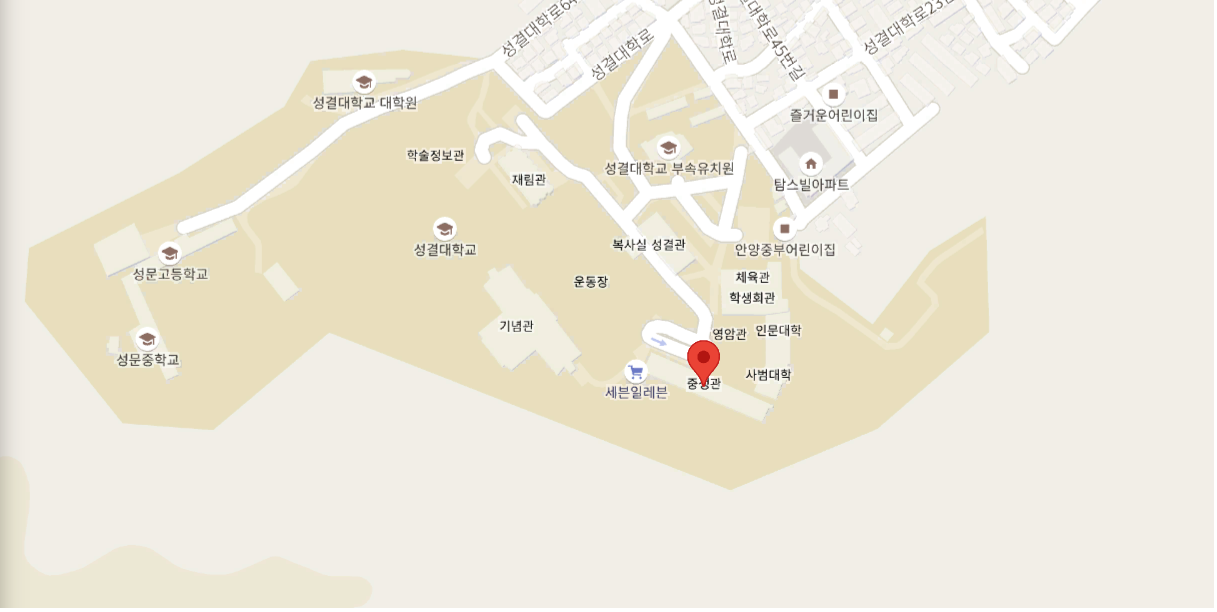 성결대학로64
성결대학로
성결대학로
대학로45번길
성결대학로23번
성결대학교 대학원
즐거운어린이집
학술정보관
성결대학교 부속유치원
재림관
탑스빌아파트
복사실 성결관
성결대학교
안양중부어린이집
성문고등학교
운동장
체육관
학생회관
기념관
영암관
인문대학
성문중학교
사범대학
세븐일레븐